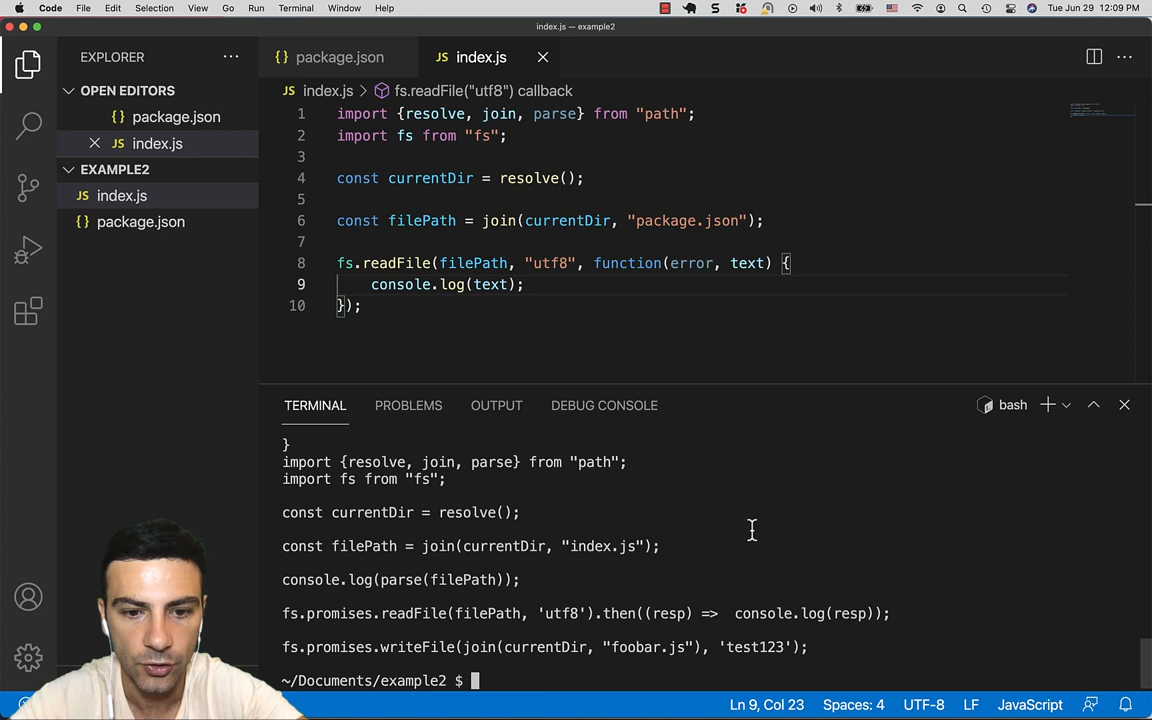 Code File Edit Selection View Go Run Terminal Window Help Tue Jun 29 12:09 PM
index.js — example2
EXPLORER
package.json
index.js
OPEN EDITORS
package.json
index.js
EXAMPLE2
index.js
package.json
index.js > fs.readFile("utf8") callback
1 import {resolve, join, parse} from "path";
2 import fs from "fs";
3
4 const currentDir = resolve();
5
6 const filePath = join(currentDir, "package.json");
7
8 fs.readFile(filePath, "utf8", function(error, text) {
9 console.log(text);
10 });
TERMINAL PROBLEMS OUTPUT DEBUG CONSOLE bash
}
import {resolve, join, parse} from "path";
import fs from "fs";
const currentDir = resolve();
const filePath = join(currentDir, "index.js");
console.log(parse(filePath));
fs.promises.readFile(filePath, 'utf8').then((resp) =>  console.log(resp));
fs.promises.writeFile(join(currentDir, "foobar.js"), 'test123');
~/Documents/example2 $
Ln 9, Col 23 Spaces: 4 UTF-8 LF JavaScript